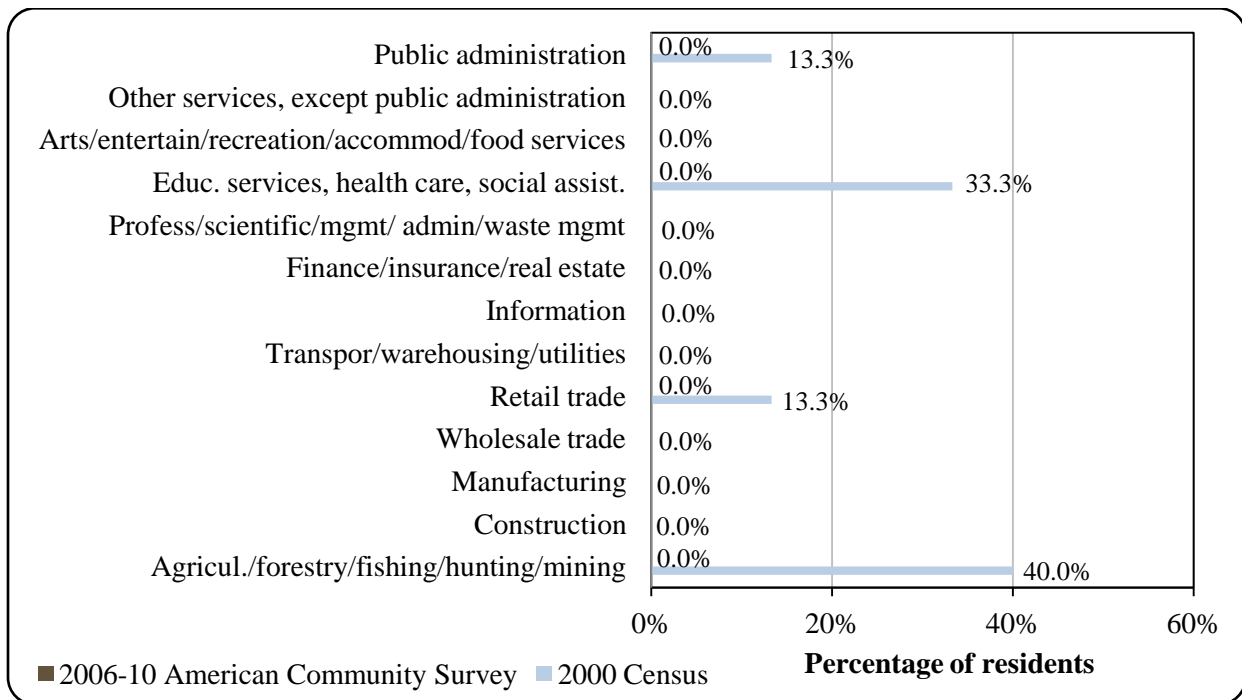 Public administration 0.0% 13.3%
Other services, except public administration 0.0%
Arts/entertain/recreation/accommod/food services 0.0%
Educ. services, health care, social assist. 0.0% 33.3%
Profess/scientific/mgmt/ admin/waste mgmt 0.0%
Finance/insurance/real estate 0.0%
Information 0.0%
Transpor/warehousing/utilities 0.0%
Retail trade 0.0% 13.3%
Wholesale trade 0.0%
Manufacturing 0.0%
Construction 0.0%
Agricul./forestry/fishing/hunting/mining 0.0% 40.0%
0% 20% 40% 60%
Percentage of residents
2006-10 American Community Survey 2000 Census